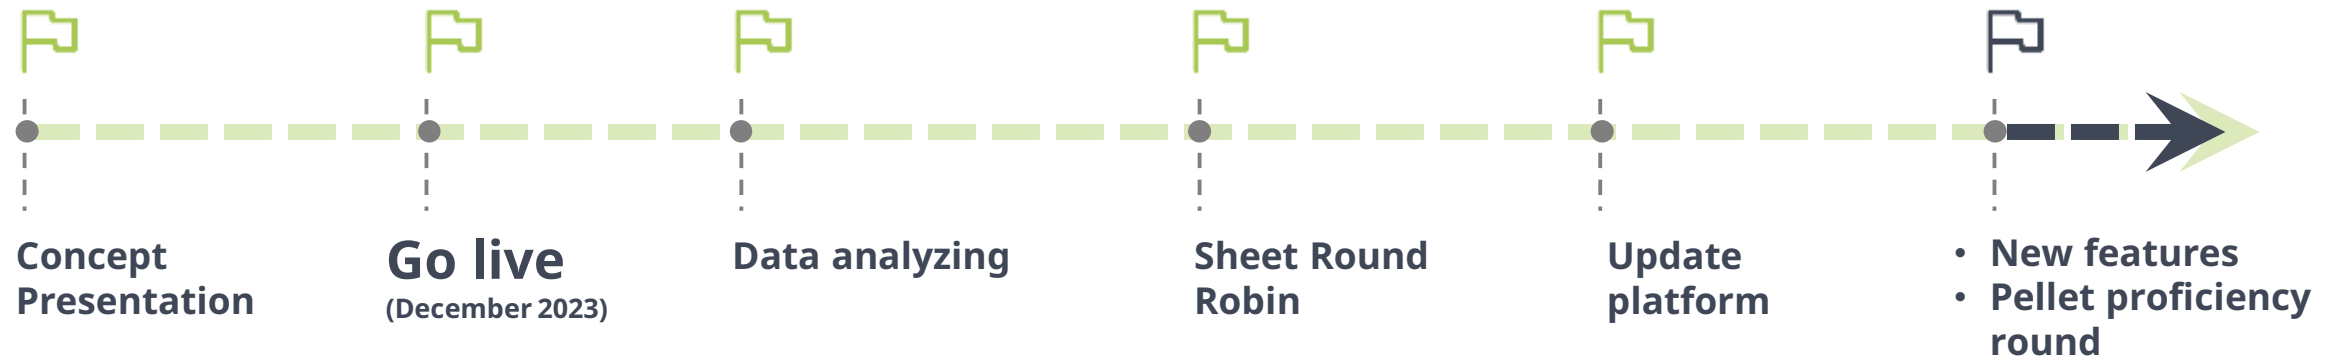 Concept
Presentation
Go live
(December 2023)
Data analyzing
Sheet Round
Robin
Update
platform
• New features
• Pellet proficiency
round